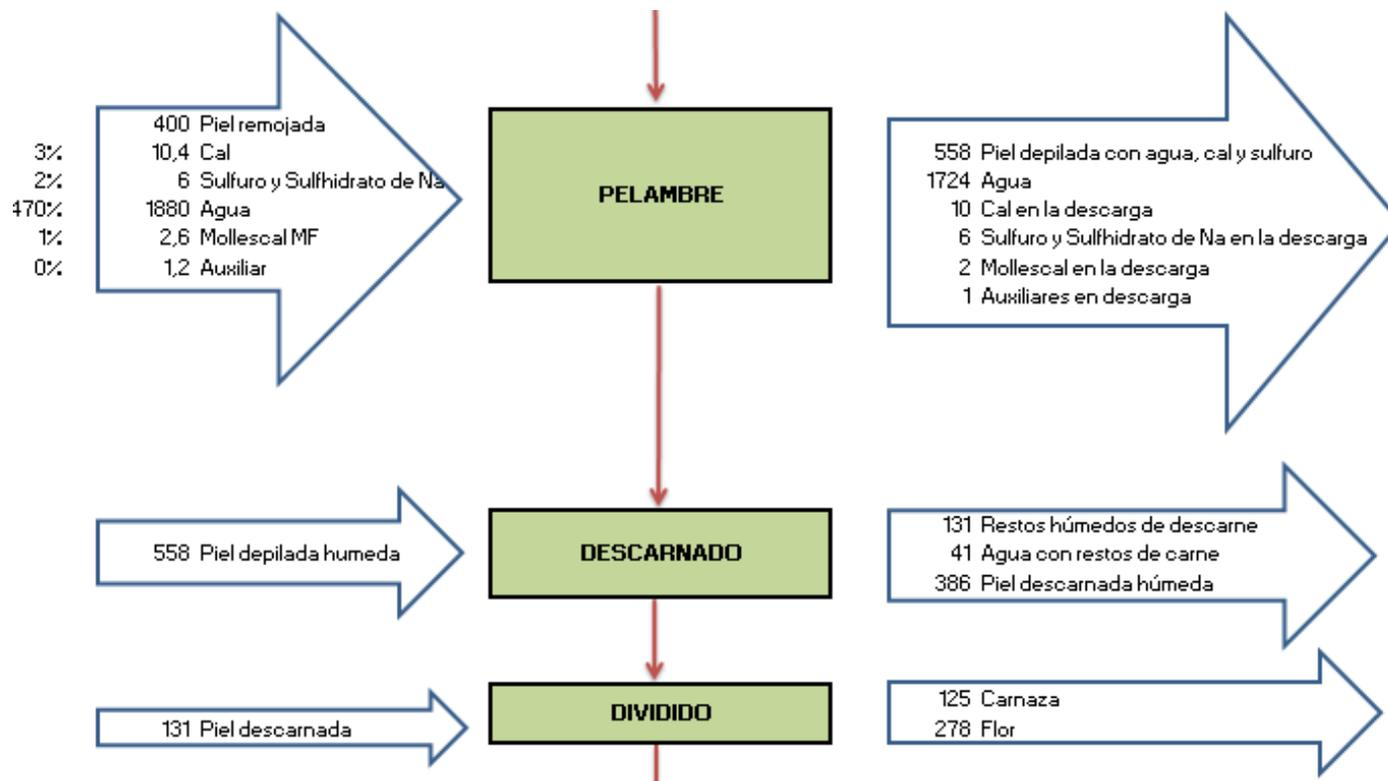 400 Piel remojada
3% 10,4 Cal
2% 6 Sulfuro y Sulfhidrato de Na
470% 1880 Agua
1% 2,6 Mollescal MF
0% 1,2 Auxiliar
PELAMBRE
558 Piel depilada con agua, cal y sulfuro
1724 Agua
10 Cal en la descarga
6 Sulfuro y Sulfhidrato de Na en la descarga
2 Mollescal en la descarga
1 Auxiliares en descarga
558 Piel depilada humeda
DESCARNADO
131 Restos húmedos de descarne
41 Agua con restos de carne
386 Piel descarnada húmeda
131 Piel descarnada
DIVIDIDO
125 Carnaza
278 Flor